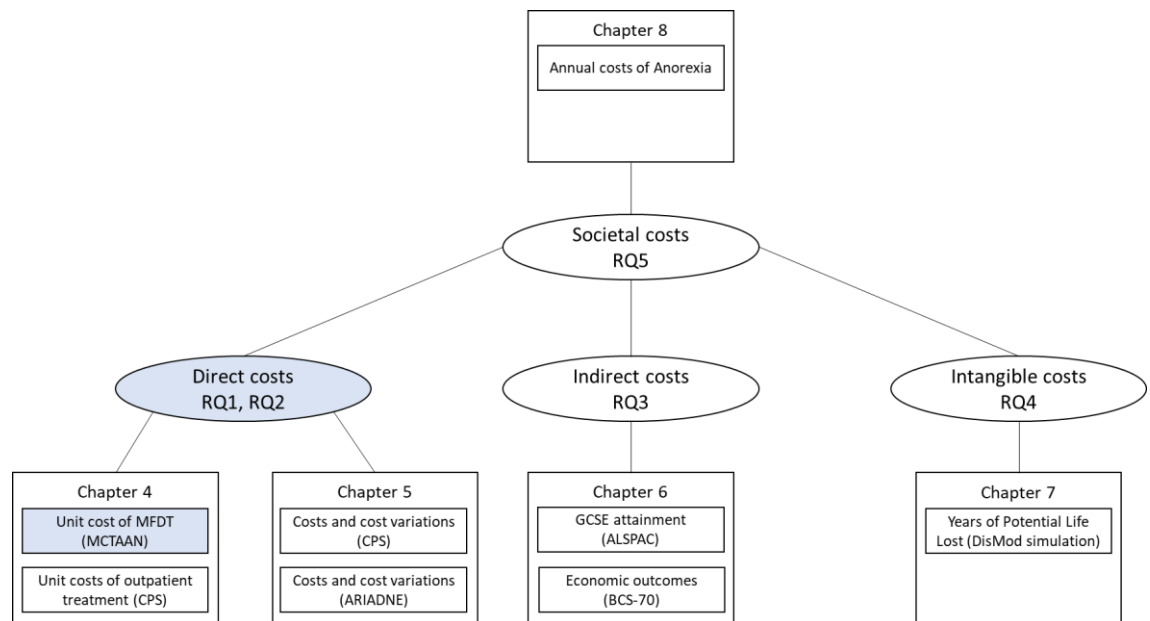 Chapter 8
Annual costs of Anorexia
Societal costs
RQ5
Direct costs
RQ1, RQ2
Indirect costs
RQ3
Intangible costs
RQ4
Chapter 4
Unit cost of MFDT
(MCTAAN)
Unit costs of outpatient
treatment (CPS)
Chapter 5
Costs and cost variations
(CPS)
Costs and cost variations
(ARIADNE)
Chapter 6
GCSE attainment
(ALSPAC)
Economic outcomes
(BCS-70)
Chapter 7
Years of Potential Life
Lost (DisMod simulation)